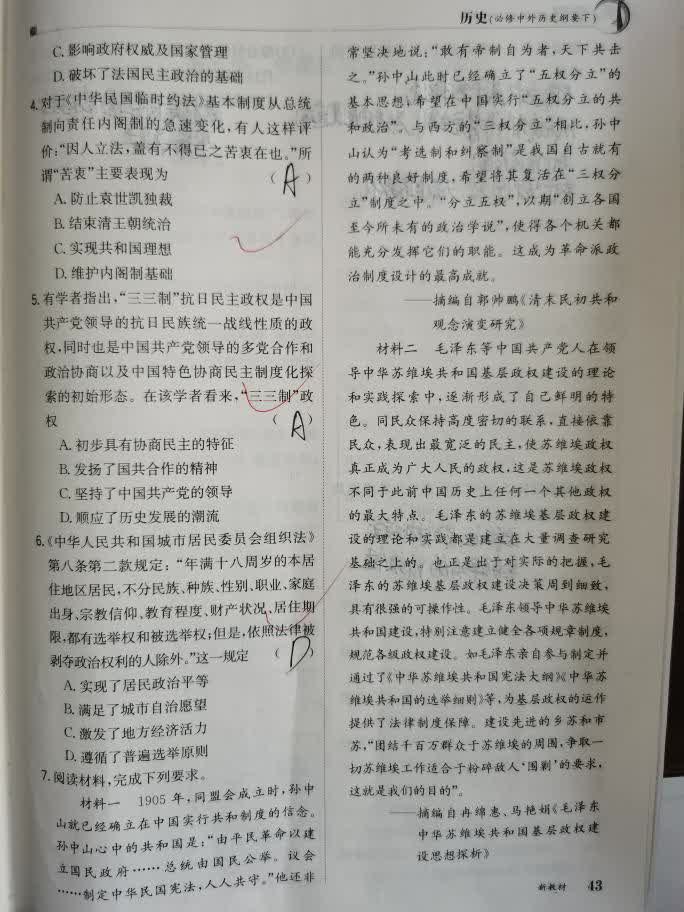 历史(必修中外历史纲要下)
C.影响政府权威及国家管理
D.破坏了法国民主政治的基础
4.对于《中华民国临时约法》基本制度从总统
制向责任内阁制的急速变化,有人这样评
价:“因人立法,盖有不得已之苦衷在也。”所
谓“苦衷”主要表现为 (A)
A.防止袁世凯独裁
B.结束清王朝统治
C.实现共和国理想
D.维护内阁制基础
5.有学者指出,“三三制”抗日民主政权是中国
共产党领导的抗日民族统一战线性质的政
权,同时也是中国共产党领导的多党合作和
政治协商以及中国特色协商民主制度化探
索的初始形态。在该学者看来,“三三制”政
权 (A)
A.初步具有协商民主的特征
B.发扬了国共合作的精神
C.坚持了中国共产党的领导
D.顺应了历史发展的潮流
6.《中华人民共和国城市居民委员会组织法》
第八条第二款规定:“年满十八周岁的本居
住地区居民,不分民族、种族、性别、职业、家庭
出身、宗教信仰、教育程度、财产状况、居住期
限,都有选举权和被选举权;但是,依照法律被
剥夺政治权利的人除外。”这一规定 (D)
A.实现了居民政治平等
B.满足了城市自治愿望
C.激发了地方经济活力
D.遵循了普遍选举原则
7.阅读材料,完成下列要求。
材料一 1905年,同盟会成立时,孙中
山就已经确立在中国实行共和制度的信念。
孙中山心中的共和国是:“由平民革命以建
立国民政府……总统由国民公举。议会
……制定中华民国宪法,人人共守。”他还非
常坚决地说:“敢有帝制自为者,天下共击
之。”孙中山此时已经确立了“五权分立”的
基本思想,希望在中国实行“五权分立的共
和政治”。与西方的“三权分立”相比,孙中
山认为“考选制和纠察制”是我国自古就有
的两种良好制度,希望将其复活在“三权分
立”制度之中。“分立五权”,以期“创立各国
至今所未有的政治学说”,使得各个机关都
能充分发挥它们的职能。这成为革命派政
治制度设计的最高成就。
——摘编自郭帅鹏《清末民初共和
观念演变研究》
材料二 毛泽东等中国共产党人在领
导中华苏维埃共和国基层政权建设的理论
和实践探索中,逐渐形成了自己鲜明的特
色。同民众保持高度密切的联系,直接依靠
民众,表现出最宽泛的民主,使苏维埃政权
真正成为广大人民的政权,这是苏维埃政权
不同于此前中国历史上任何一个其他政权
的最大特点。毛泽东的苏维埃基层政权建
设的理论和实践都是建立在大量调查研究
基础之上的。也正是出于对实际的把握,毛
泽东的苏维埃基层政权建设决策周到细致,
具有很强的可操作性。毛泽东领导中华苏维埃
共和国建设,特别注意建立健全各项规章制度,
规范各级政权建设。如毛泽东亲自参与制定并
通过了《中华苏维埃共和国宪法大纲》《中华苏
维埃共和国的选举细则》等,为基层政权的运作
提供了法律制度保障。建设先进的乡苏和市
苏,“团结千百万群众于苏维埃的周围,争取一
切苏维埃工作适合于粉碎敌人‘围剿’的要求,
这就是我们的目的”。
——摘编自冉绵惠、马艳娟《毛泽东
中华苏维埃共和国基层政权建
设思想探析》
新教材 43